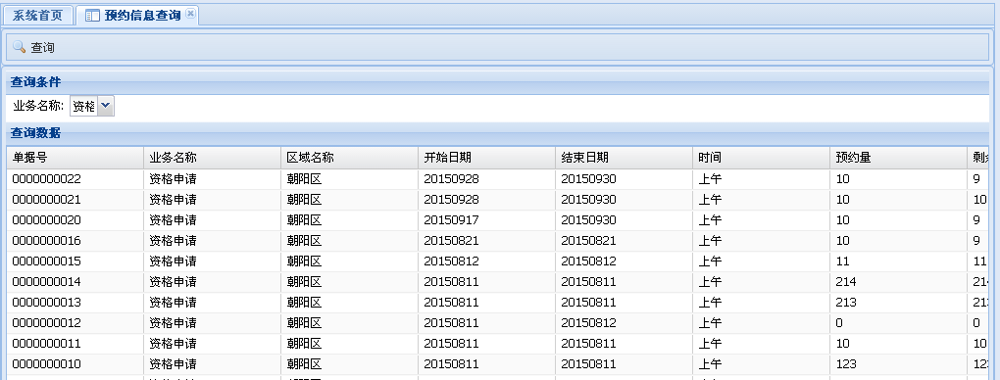 系统首页 预约信息查询
查询
查询条件
业务名称: 资格
查询数据
单据号 业务名称 区域名称 开始日期 结束日期 时间 预约量
0000000022 资格申请 朝阳区 20150928 20150930 上午 10 9
0000000021 资格申请 朝阳区 20150928 20150930 上午 10 10
0000000020 资格申请 朝阳区 20150917 20150930 上午 10 9
0000000016 资格申请 朝阳区 20150821 20150821 上午 10 9
0000000015 资格申请 朝阳区 20150812 20150812 上午 11 11
0000000014 资格申请 朝阳区 20150811 20150811 上午 214
0000000013 资格申请 朝阳区 20150811 20150811 上午 213
0000000012 资格申请 朝阳区 20150811 20150812 上午 0 0
0000000011 资格申请 朝阳区 20150811 20150811 上午 10 10
0000000010 资格申请 朝阳区 20150811 20150811 上午 123